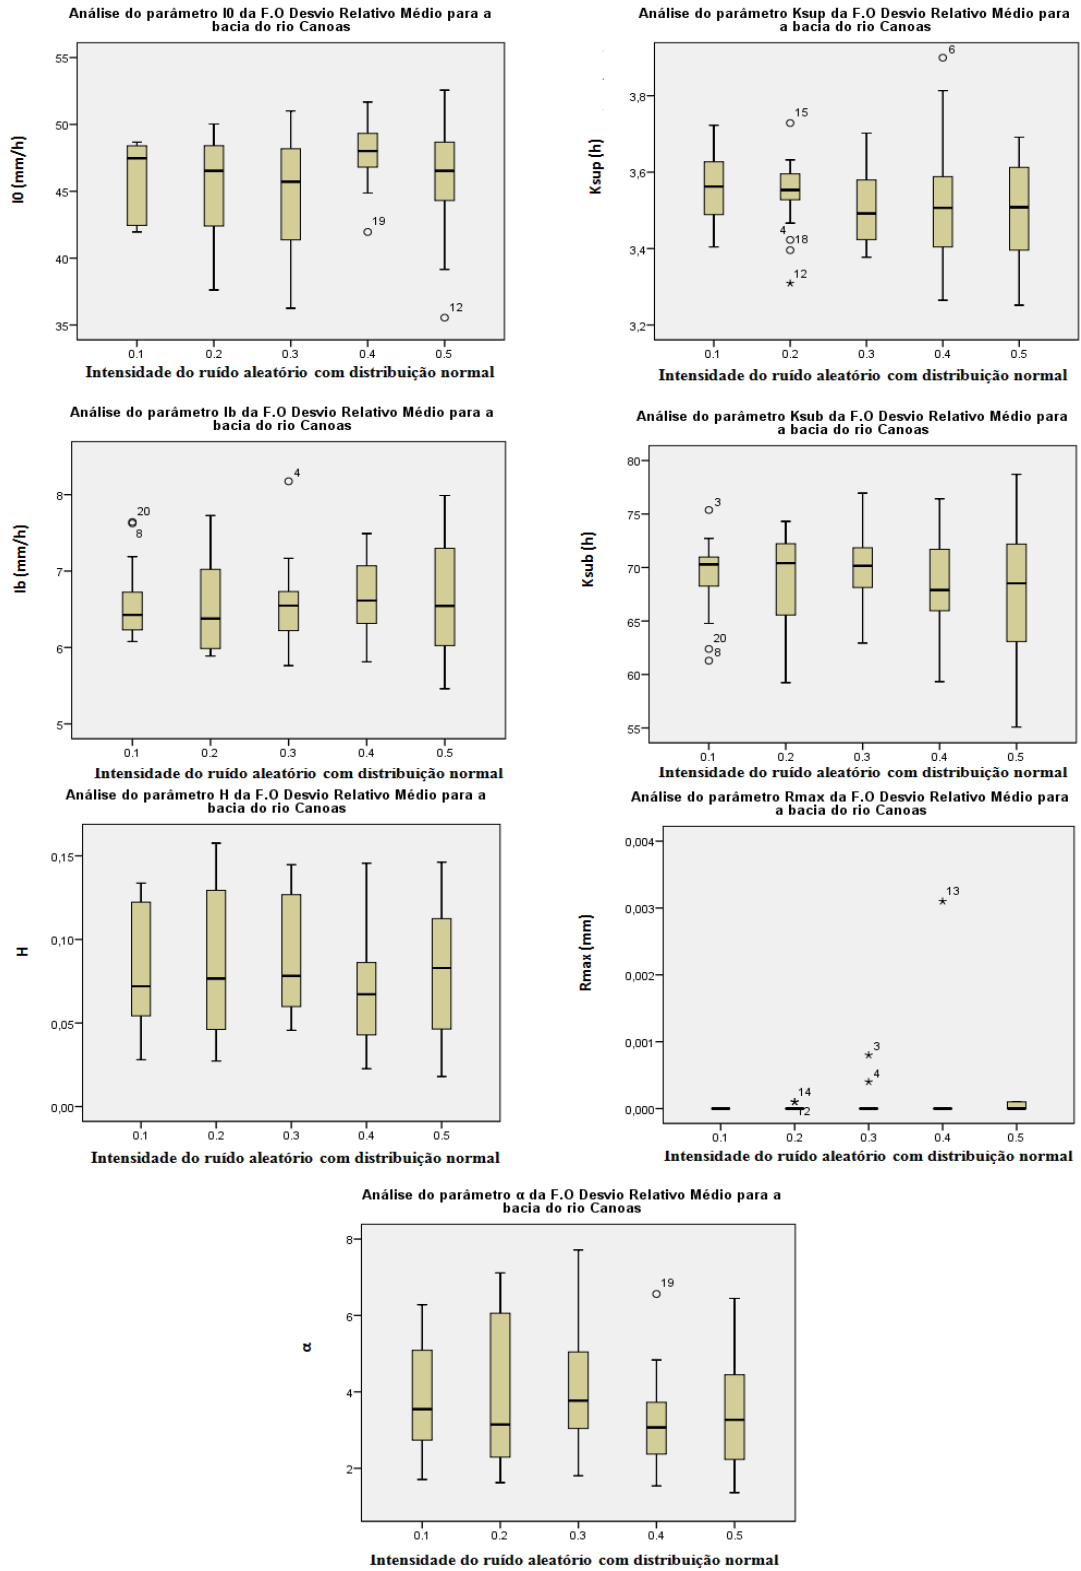 Análise do parâmetro I0 da F.O Desvio Relativo Médio para a
bacia do rio Canoas
I0 (mm/h)
55
50
45
40
35
19
12
0.1 0.2 0.3 0.4 0.5
Intensidade do ruído aleatório com distribuição normal
Análise do parâmetro Ksup da F.O Desvio Relativo Médio para
a bacia do rio Canoas
Ksup (h)
3,8
3,6
3,4
3,2
6
15
4
18
12
0.1 0.2 0.3 0.4 0.5
Intensidade do ruído aleatório com distribuição normal
Análise do parâmetro Ib da F.O Desvio Relativo Médio para a
bacia do rio Canoas
Ib (mm/h)
8
7
6
5
20
8
4
0.1 0.2 0.3 0.4 0.5
Intensidade do ruído aleatório com distribuição normal
Análise do parâmetro Ksub da F.O Desvio Relativo Médio para
a bacia do rio Canoas
Ksub (h)
80
75
70
65
60
55
3
20
8
0.1 0.2 0.3 0.4 0.5
Intensidade do ruído aleatório com distribuição normal
Análise do parâmetro H da F.O Desvio Relativo Médio para a
bacia do rio Canoas
H
0,15
0,10
0,05
0,00
0.1 0.2 0.3 0.4 0.5
Intensidade do ruído aleatório com distribuição normal
Análise do parâmetro Rmax da F.O Desvio Relativo Médio para
a bacia do rio Canoas
Rmax (mm)
0,004
0,003
0,002
0,001
0,000
13
3
4
14
12
0.1 0.2 0.3 0.4 0.5
Intensidade do ruído aleatório com distribuição normal
Análise do parâmetro α da F.O Desvio Relativo Médio para a
bacia do rio Canoas
α
8
6
4
2
19
0.1 0.2 0.3 0.4 0.5
Intensidade do ruído aleatório com distribuição normal